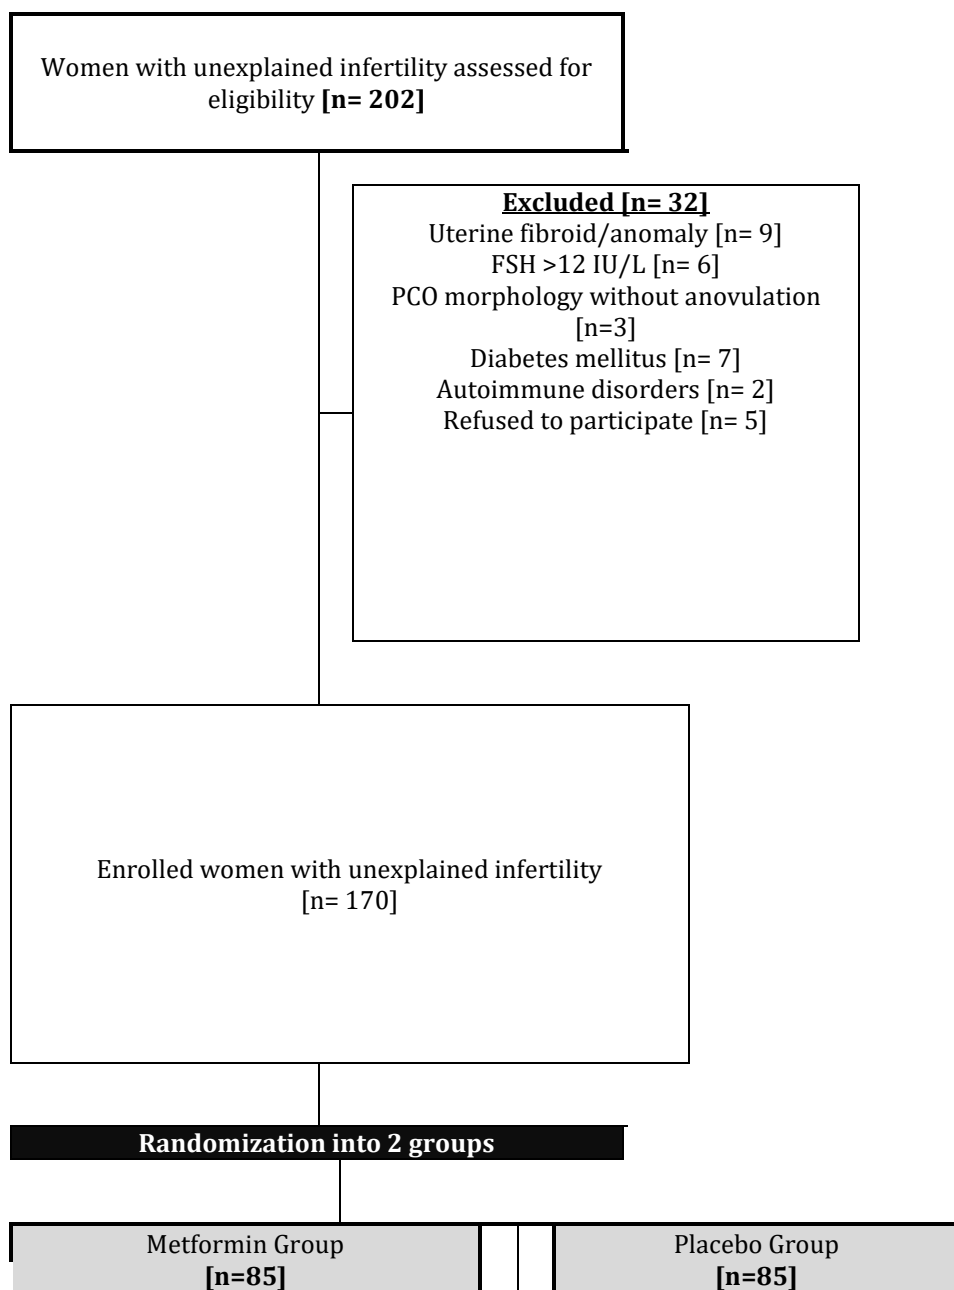 Women with unexplained infertility assessed for
eligibility [n= 202]
Excluded [n= 32]
Uterine fibroid/anomaly [n= 9]
FSH >12 IU/L [n= 6]
PCO morphology without anovulation
[n=3]
Diabetes mellitus [n= 7]
Autoimmune disorders [n= 2]
Refused to participate [n= 5]
Enrolled women with unexplained infertility
[n= 170]
Randomization into 2 groups
Metformin Group
[n=85]
Placebo Group
[n=85]